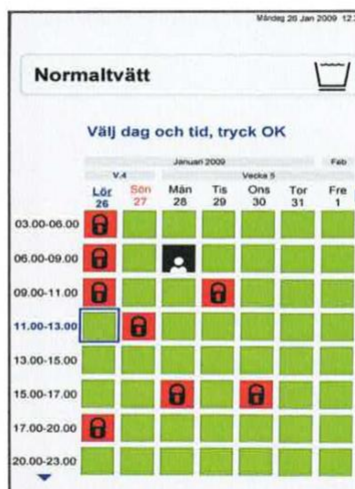 Måndag 26 Jan 2009 12.
Normaltvätt
Välj dag och tid, tryck OK
Januari 2009 Feb
V.4 Vecka 5
Lör Sön Mån Tis Ons Tor Fre
26 27 28 29 30 31 1
03.00-06.00
06.00-09.00
09.00-11.00
11.00-13.00
13.00-15.00
15.00-17.00
17.00-20.00
20.00-23.00